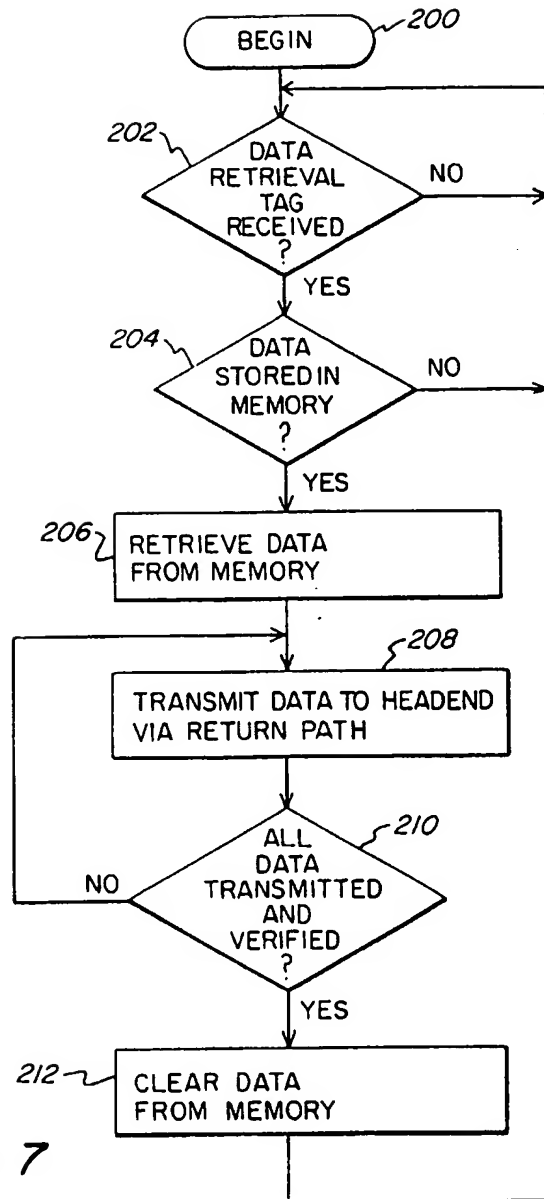 BEGIN
200
202
DATA
RETRIEVAL
TAG
RECEIVED
?
NO
YES
204
DATA
STORED IN
MEMORY
?
NO
YES
206
RETRIEVE DATA
FROM MEMORY
208
TRANSMIT DATA TO HEADEND
VIA RETURN PATH
210
ALL
DATA
TRANSMITTED
AND
VERIFIED
?
NO
YES
212
CLEAR DATA
FROM MEMORY
7